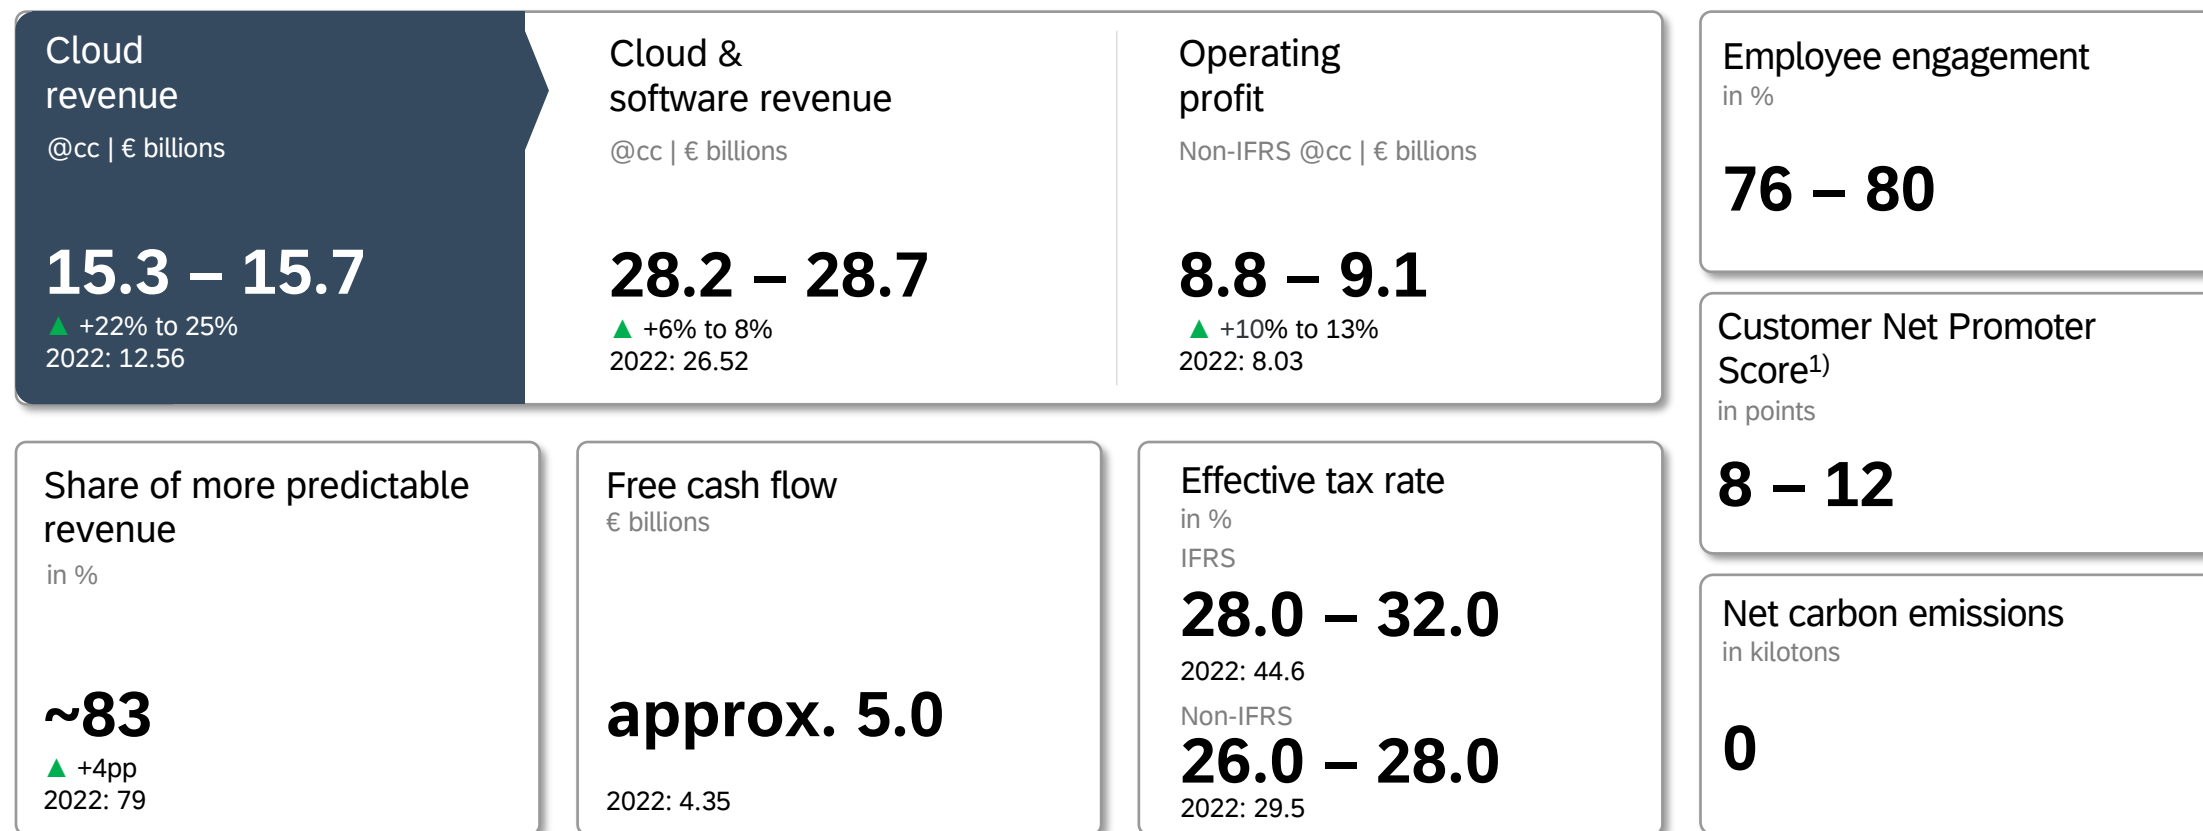 Cloud
revenue
@cc | € billions
15.3 – 15.7
▲ +22% to 25%
2022: 12.56
Cloud &
software revenue
@cc | € billions
28.2 – 28.7
▲ +6% to 8%
2022: 26.52
Operating
profit
Non-IFRS @cc | € billions
8.8 – 9.1
▲ +10% to 13%
2022: 8.03
Employee engagement
in %
76 – 80
Customer Net Promoter
Score1)
in points
8 – 12
Share of more predictable
revenue
in %
~83
▲ +4pp
2022: 79
Free cash flow
€ billions
approx. 5.0
2022: 4.35
Effective tax rate
in %
IFRS
28.0 – 32.0
2022: 44.6
Non-IFRS
26.0 – 28.0
2022: 29.5
Net carbon emissions
in kilotons
0